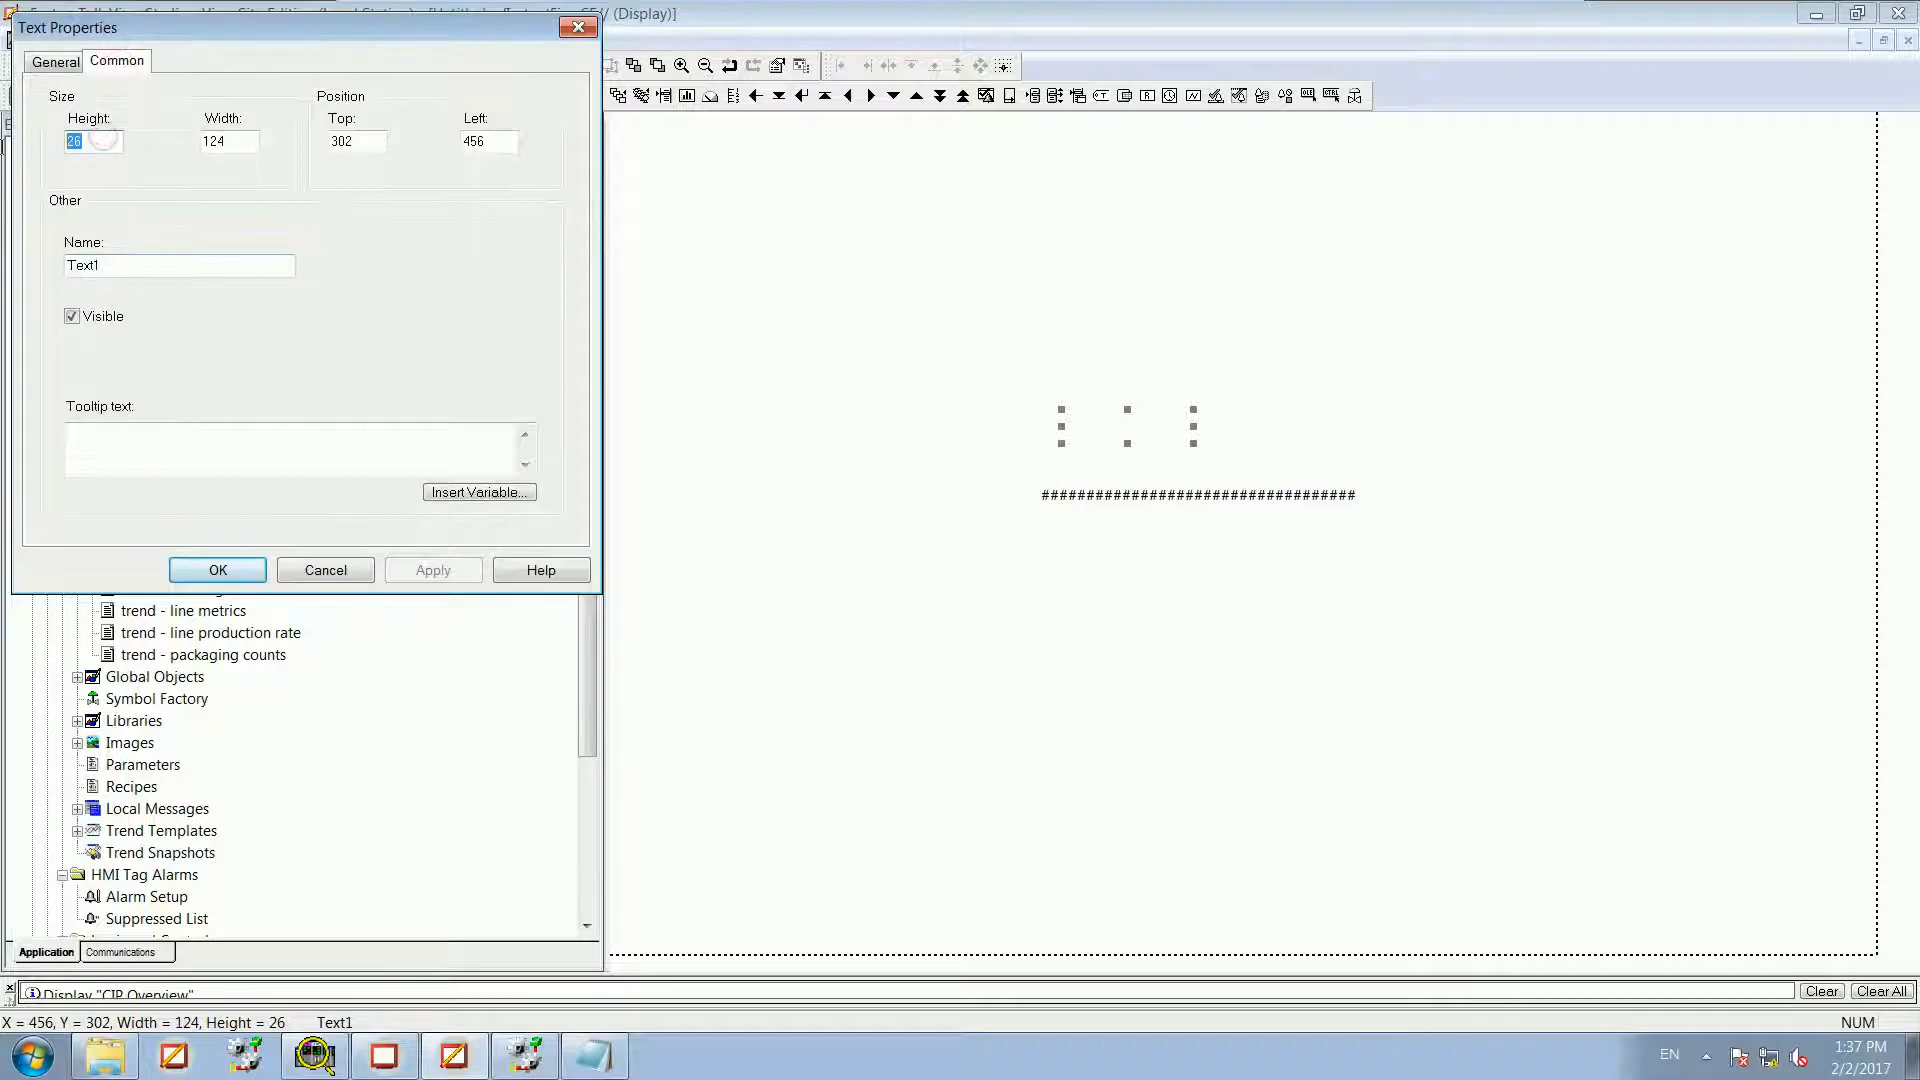 Text Properties
(Display)]
General
Common
Size
Position
Height:
Width:
Top:
Left:
26
124
302
456
Other
Name:
Text1
Visible
Tooltip text:
Insert Variable...
OK
Cancel
Apply
Help
##################################
trend - line metrics
trend - line production rate
trend - packaging counts
Global Objects
Symbol Factory
Libraries
Images
Parameters
Recipes
Local Messages
Trend Templates
Trend Snapshots
HMI Tag Alarms
Alarm Setup
Suppressed List
Application
Communications
Display "CIP Overview"
Clear
Clear All
X = 456, Y = 302, Width = 124, Height = 26
Text1
NUM
EN
1:37 PM
2/2/2017